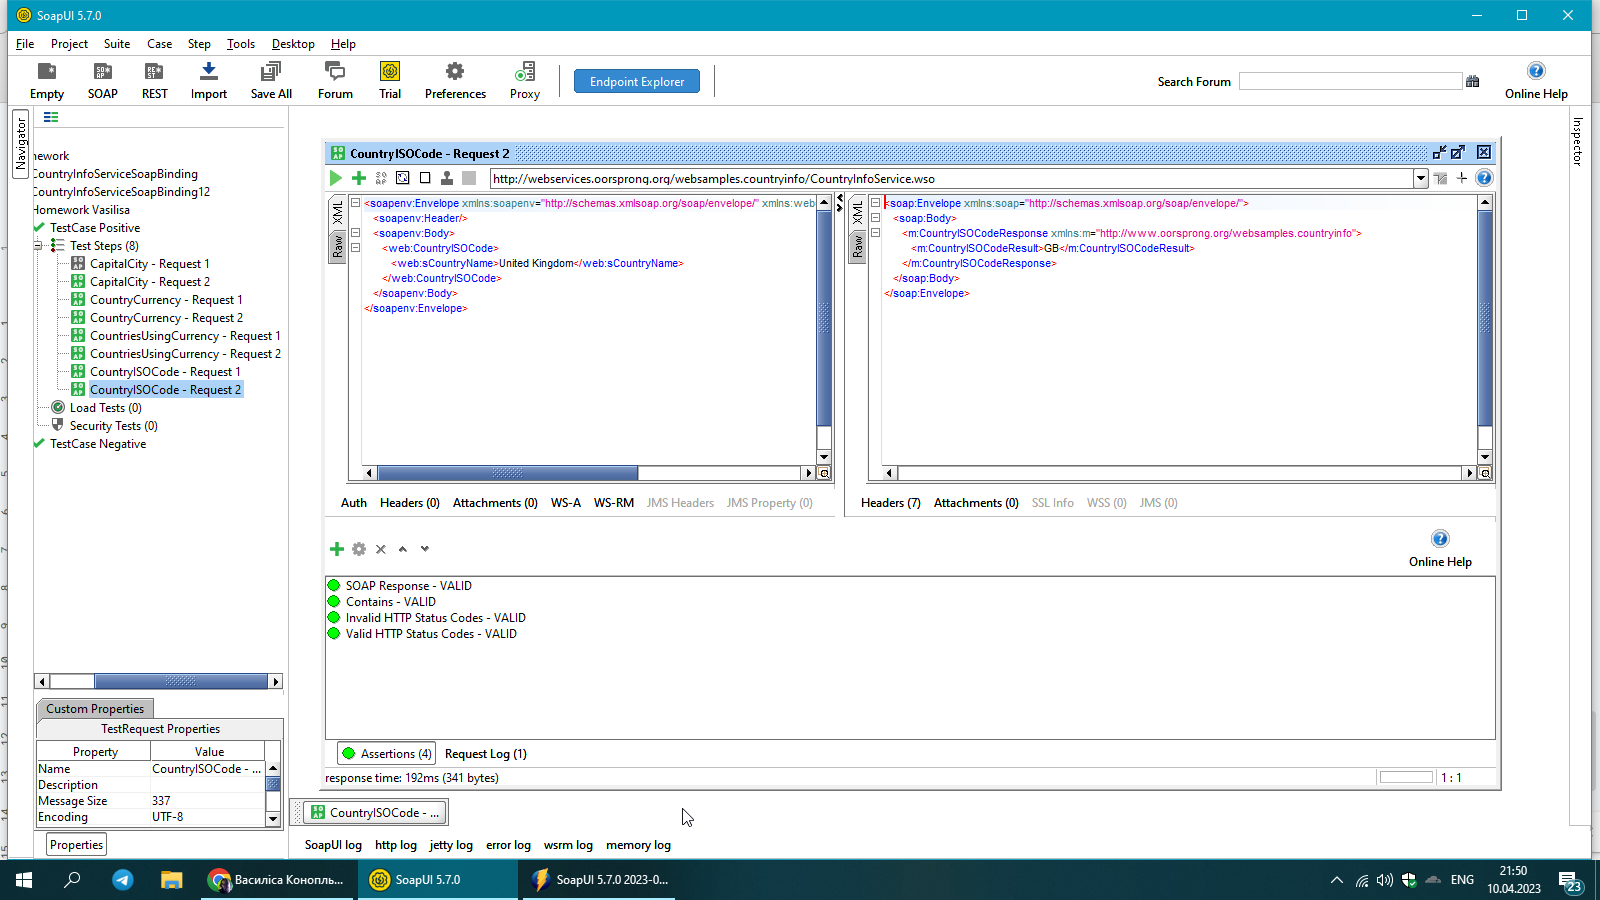 SoapUI 5.7.0
File Project Suite Case Step Tools Desktop Help
Empty SOAP REST Import Save All Forum Trial Preferences Proxy
Endpoint Explorer
Search Forum
Online Help
Navigator
Inspector
nework
CountryInfoServiceSoapBinding
CountryInfoServiceSoapBinding12
Homework Vasilisa
TestCase Positive
Test Steps (8)
CapitalCity - Request 1
CapitalCity - Request 2
CountryCurrency - Request 1
CountryCurrency - Request 2
CountriesUsingCurrency - Request 1
CountriesUsingCurrency - Request 2
CountryISOCode - Request 1
CountryISOCode - Request 2
Load Tests (0)
Security Tests (0)
TestCase Negative
Custom Properties
TestRequest Properties
Property Value
Name CountryISOCode - ...
Description
Message Size 337
Encoding UTF-8
Properties
CountryISOCode - Request 2
http://webservices.oorsprong.org/websamples.countryinfo/CountryInfoService.wso
XML
Raw
<soapenv:Envelope xmlns:soapenv="http://schemas.xmlsoap.org/soap/envelope/" xmlns:web
<soapenv:Header/>
<soapenv:Body>
<web:CountryISOCode>
<web:sCountryName>United Kingdom</web:sCountryName>
</web:CountryISOCode>
</soapenv:Body>
</soapenv:Envelope>
Auth Headers (0) Attachments (0) WS-A WS-RM JMS Headers JMS Property (0)
XML
Raw
<soap:Envelope xmlns:soap="http://schemas.xmlsoap.org/soap/envelope/">
<soap:Body>
<m:CountryISOCodeResponse xmlns:m="http://www.oorsprong.org/websamples.countryinfo">
<m:CountryISOCodeResult>GB</m:CountryISOCodeResult>
</m:CountryISOCodeResponse>
</soap:Body>
</soap:Envelope>
Headers (7) Attachments (0) SSL Info WSS (0) JMS (0)
Online Help
SOAP Response - VALID
Contains - VALID
Invalid HTTP Status Codes - VALID
Valid HTTP Status Codes - VALID
Assertions (4) Request Log (1)
response time: 192ms (341 bytes)
1 : 1
CountryISOCode - ...
SoapUI log http log jetty log error log wsrm log memory log
Василіса Конопль...
SoapUI 5.7.0
SoapUI 5.7.0 2023-0...
ENG
21:50
10.04.2023
23